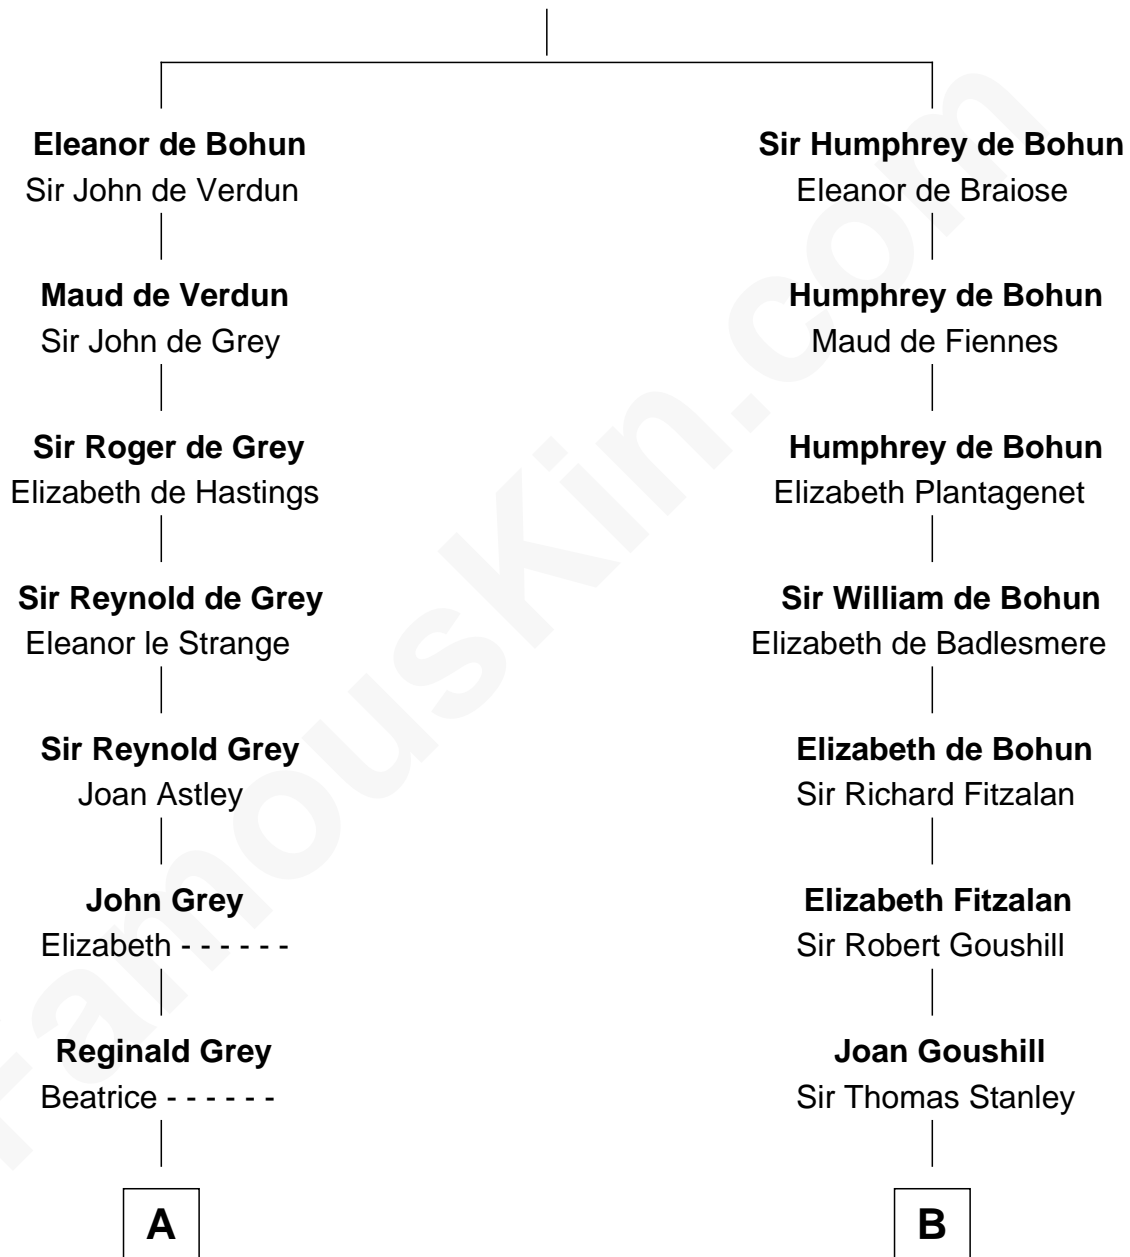 Eleanor de Bohun
Sir John de Verdun
Maud de Verdun
Sir John de Grey
Sir Roger de Grey
Elizabeth de Hastings
Sir Reynold de Grey
Eleanor le Strange
Sir Reynold Grey
Joan Astley
John Grey
Elizabeth - - - - - -
Reginald Grey
Beatrice - - - - - -
A
Sir Humphrey de Bohun
Eleanor de Braiose
Humphrey de Bohun
Maud de Fiennes
Humphrey de Bohun
Elizabeth Plantagenet
Sir William de Bohun
Elizabeth de Badlesmere
Elizabeth de Bohun
Sir Richard Fitzalan
Elizabeth Fitzalan
Sir Robert Goushill
Joan Goushill
Sir Thomas Stanley
B
FamousKin.com